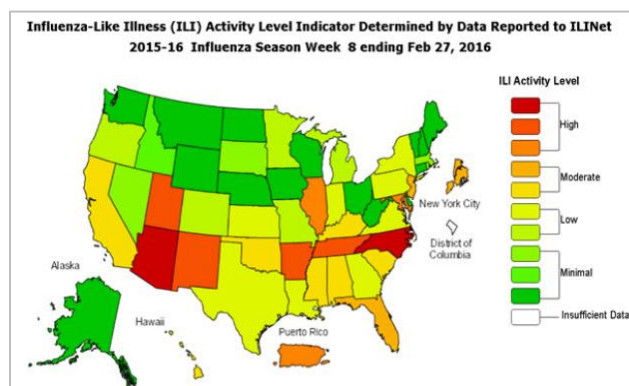 Influenza-Like Illness (ILI) Activity Level Indicator Determined by Data Reported to ILINet
2015-16 Influenza Season Week 8 ending Feb 27, 2016
ILI Activity Level
High
Moderate
Low
Minimal
Insufficient Data
New York City
District of
Columbia
Alaska
Hawaii
Puerto Rico